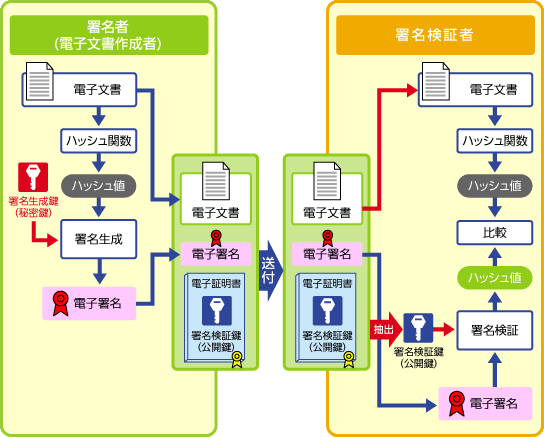 署名者
(電子文書作成者)
電子文書
ハッシュ関数
ハッシュ値
署名生成鍵
(秘密鍵)
署名生成
電子署名
電子文書
電子署名
電子証明書
署名検証鍵
(公開鍵)
送付
電子文書
電子署名
電子証明書
署名検証鍵
(公開鍵)
署名検証者
電子文書
ハッシュ関数
ハッシュ値
比較
ハッシュ値
抽出
署名検証鍵
(公開鍵)
署名検証
電子署名